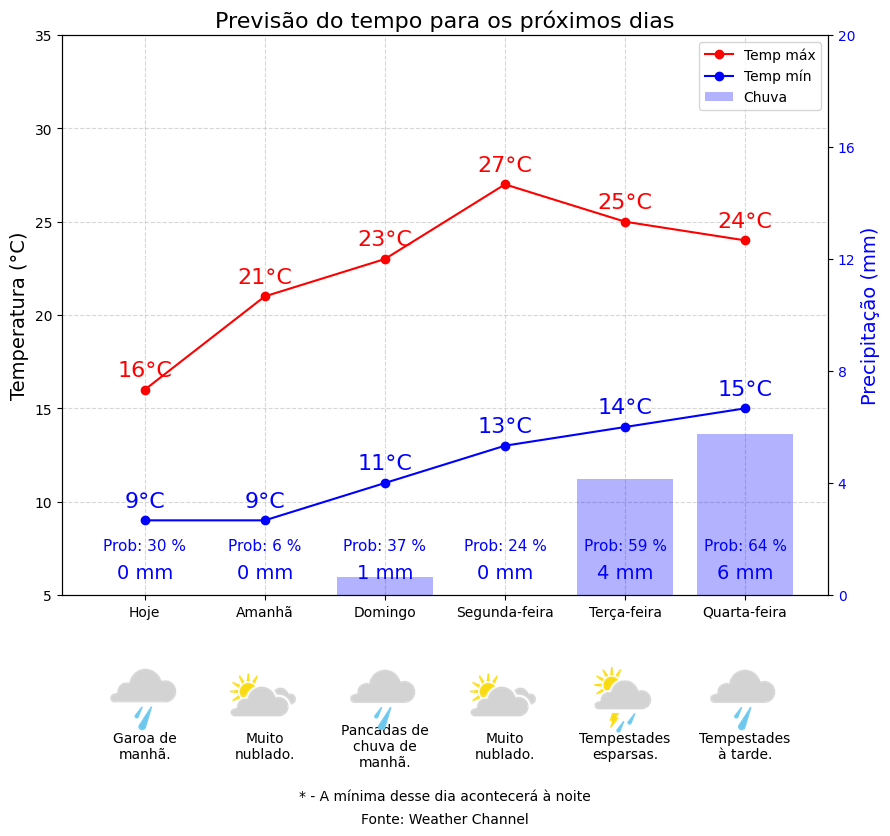 Previsão do tempo para os próximos dias
Temp máx
Temp mín
Chuva
Temperatura (°C)
Precipitação (mm)
35
30
25
20
15
10
5
20
16
12
8
4
0
16°C
21°C
23°C
27°C
25°C
24°C
9°C
9°C
11°C
13°C
14°C
15°C
Prob: 30 %
Prob: 6 %
Prob: 37 %
Prob: 24 %
Prob: 59 %
Prob: 64 %
0 mm
0 mm
1 mm
0 mm
4 mm
6 mm
Hoje
Amanhã
Domingo
Segunda-feira
Terça-feira
Quarta-feira
Garoa de
manhã.
Muito
nublado.
Pancadas de
chuva de
manhã.
Muito
nublado.
Tempestades
esparsas.
Tempestades
à tarde.
* - A mínima desse dia acontecerá à noite
Fonte: Weather Channel